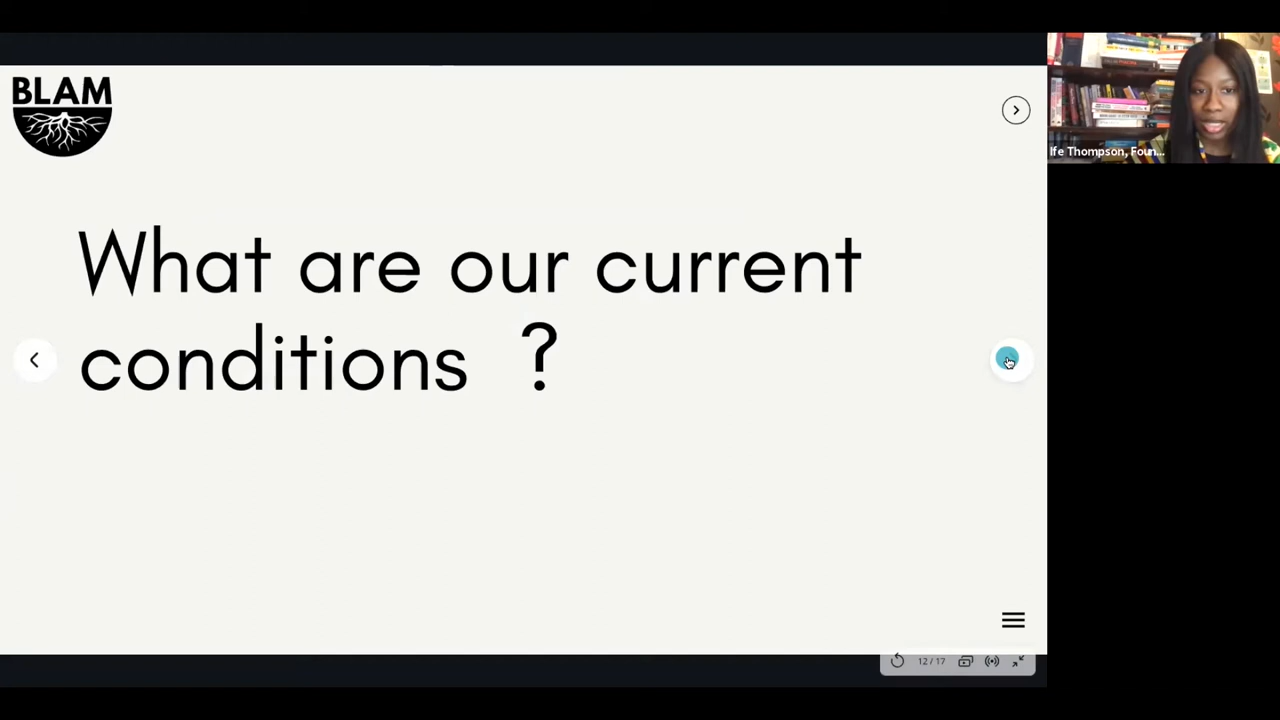 BLAM
What are our current
conditions ?
Ife Thompson, Foun...
12 / 17